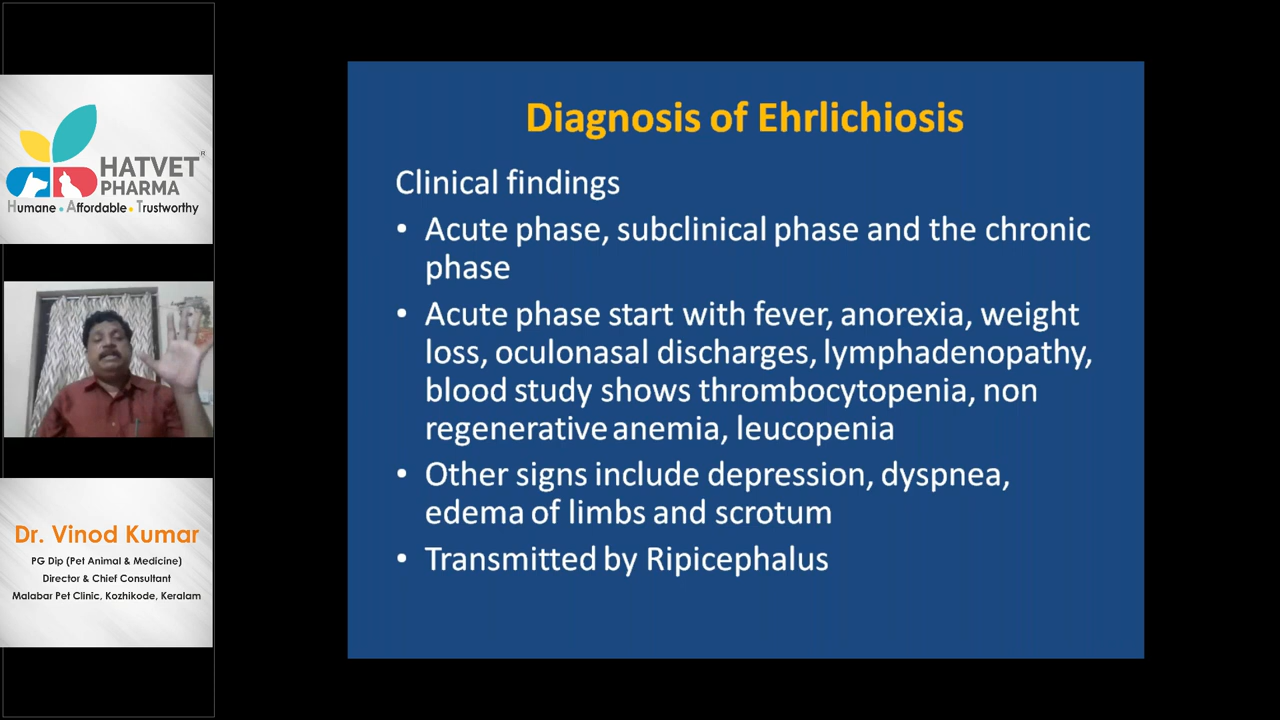 HATVET
®
PHARMA
Humane • Affordable • Trustworthy
Dr. Vinod Kumar
PG Dip (Pet Animal & Medicine)
Director & Chief Consultant
Malabar Pet Clinic, Kozhikode, Keralam
Diagnosis of Ehrlichiosis
Clinical findings
• Acute phase, subclinical phase and the chronic
phase
• Acute phase start with fever, anorexia, weight
loss, oculonasal discharges, lymphadenopathy,
blood study shows thrombocytopenia, non
regenerative anemia, leucopenia
• Other signs include depression, dyspnea,
edema of limbs and scrotum
• Transmitted by Ripicephalus